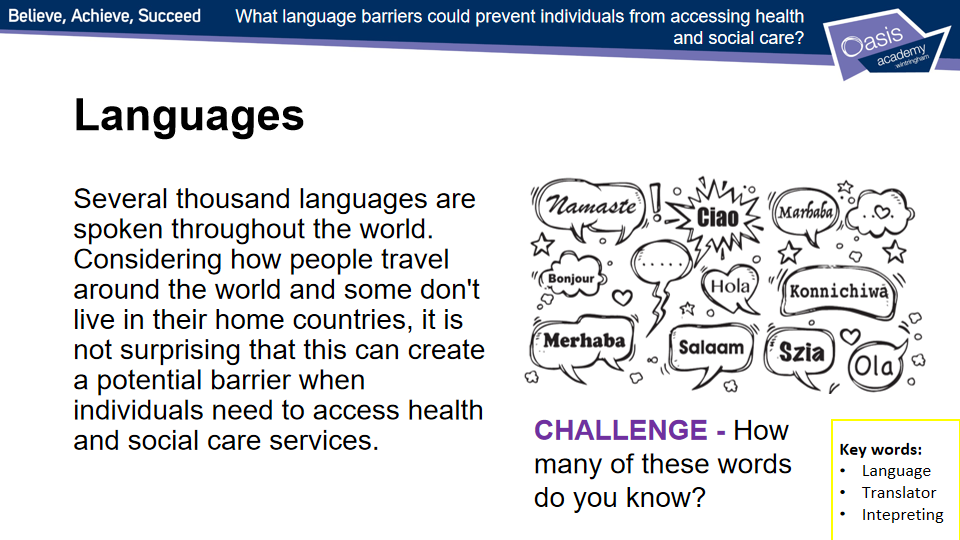 Believe, Achieve, Succeed
What language barriers could prevent individuals from accessing health
and social care?
Oasis
academy
wintringham
Languages
Several thousand languages are
spoken throughout the world.
Considering how people travel
around the world and some don't
live in their home countries, it is
not surprising that this can create
a potential barrier when
individuals need to access health
and social care services.
Namaste
!
Ciao
Marhaba
Bonjour
......
Hola
Konnichiwa
Merhaba
Salaam
Szia
Ola
CHALLENGE - How
many of these words
do you know?
Key words:
• Language
• Translator
• Intepreting